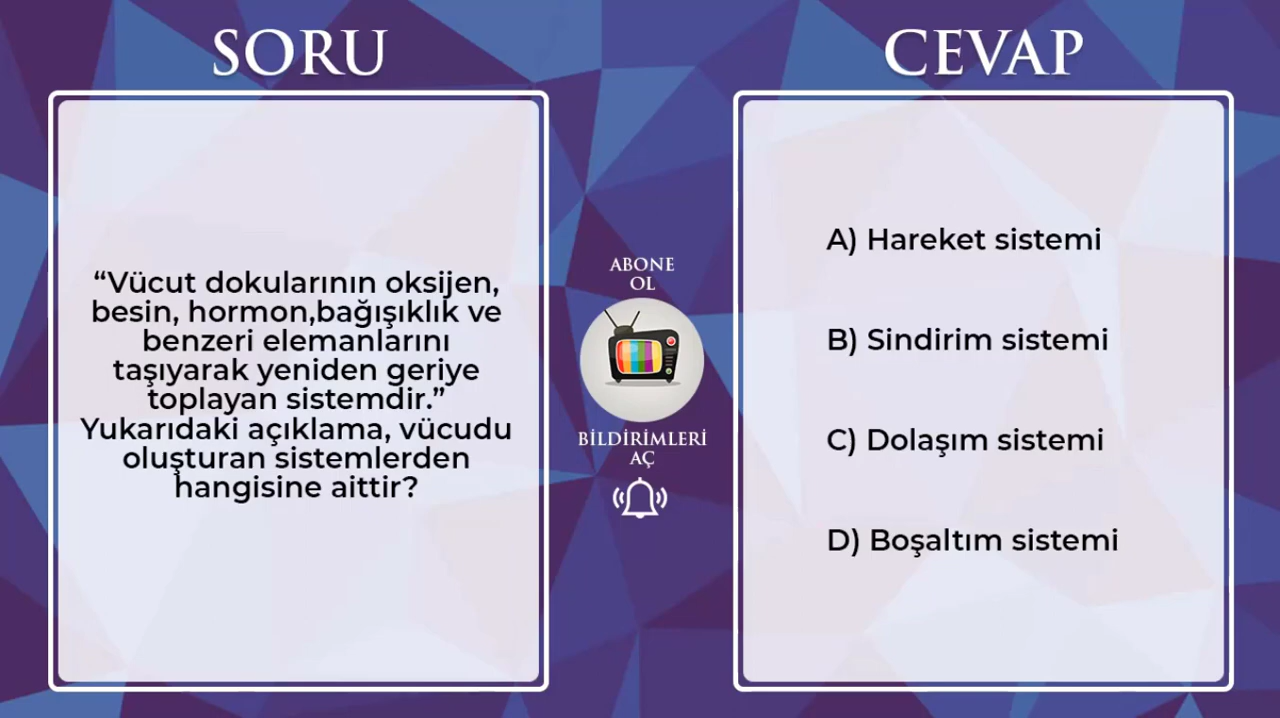 SORU
“Vücut dokularının oksijen,
besin, hormon,bağışıklık ve
benzeri elemanlarını
taşıyarak yeniden geriye
toplayan sistemdir.”
Yukarıdaki açıklama, vücudu
oluşturan sistemlerden
hangisine aittir?
ABONE
OL
BİLDİRİMLERİ
AÇ
CEVAP
A) Hareket sistemi
B) Sindirim sistemi
C) Dolaşım sistemi
D) Boşaltım sistemi